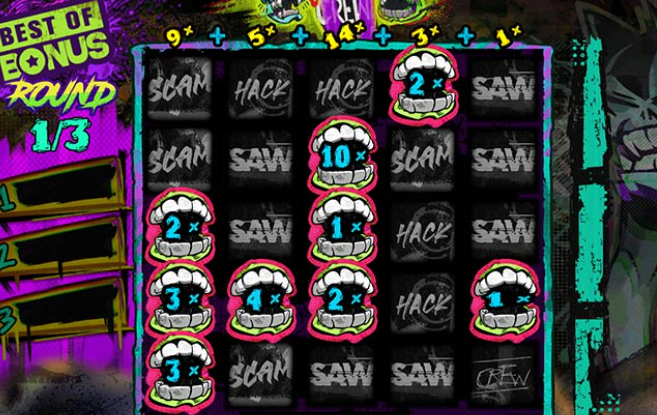 BEST OF
BONUS
ROUND
1/3
CREW
9x + 5x + 14x + 3x + 1x
SCAM HACK HACK 2x SAW
SCAM SAW 10x SCAM SAW
2x SAW 1x HACK SAW
3x 4x 2x HACK 1x
3x SCAM SAW SAW CREW
1
2
3